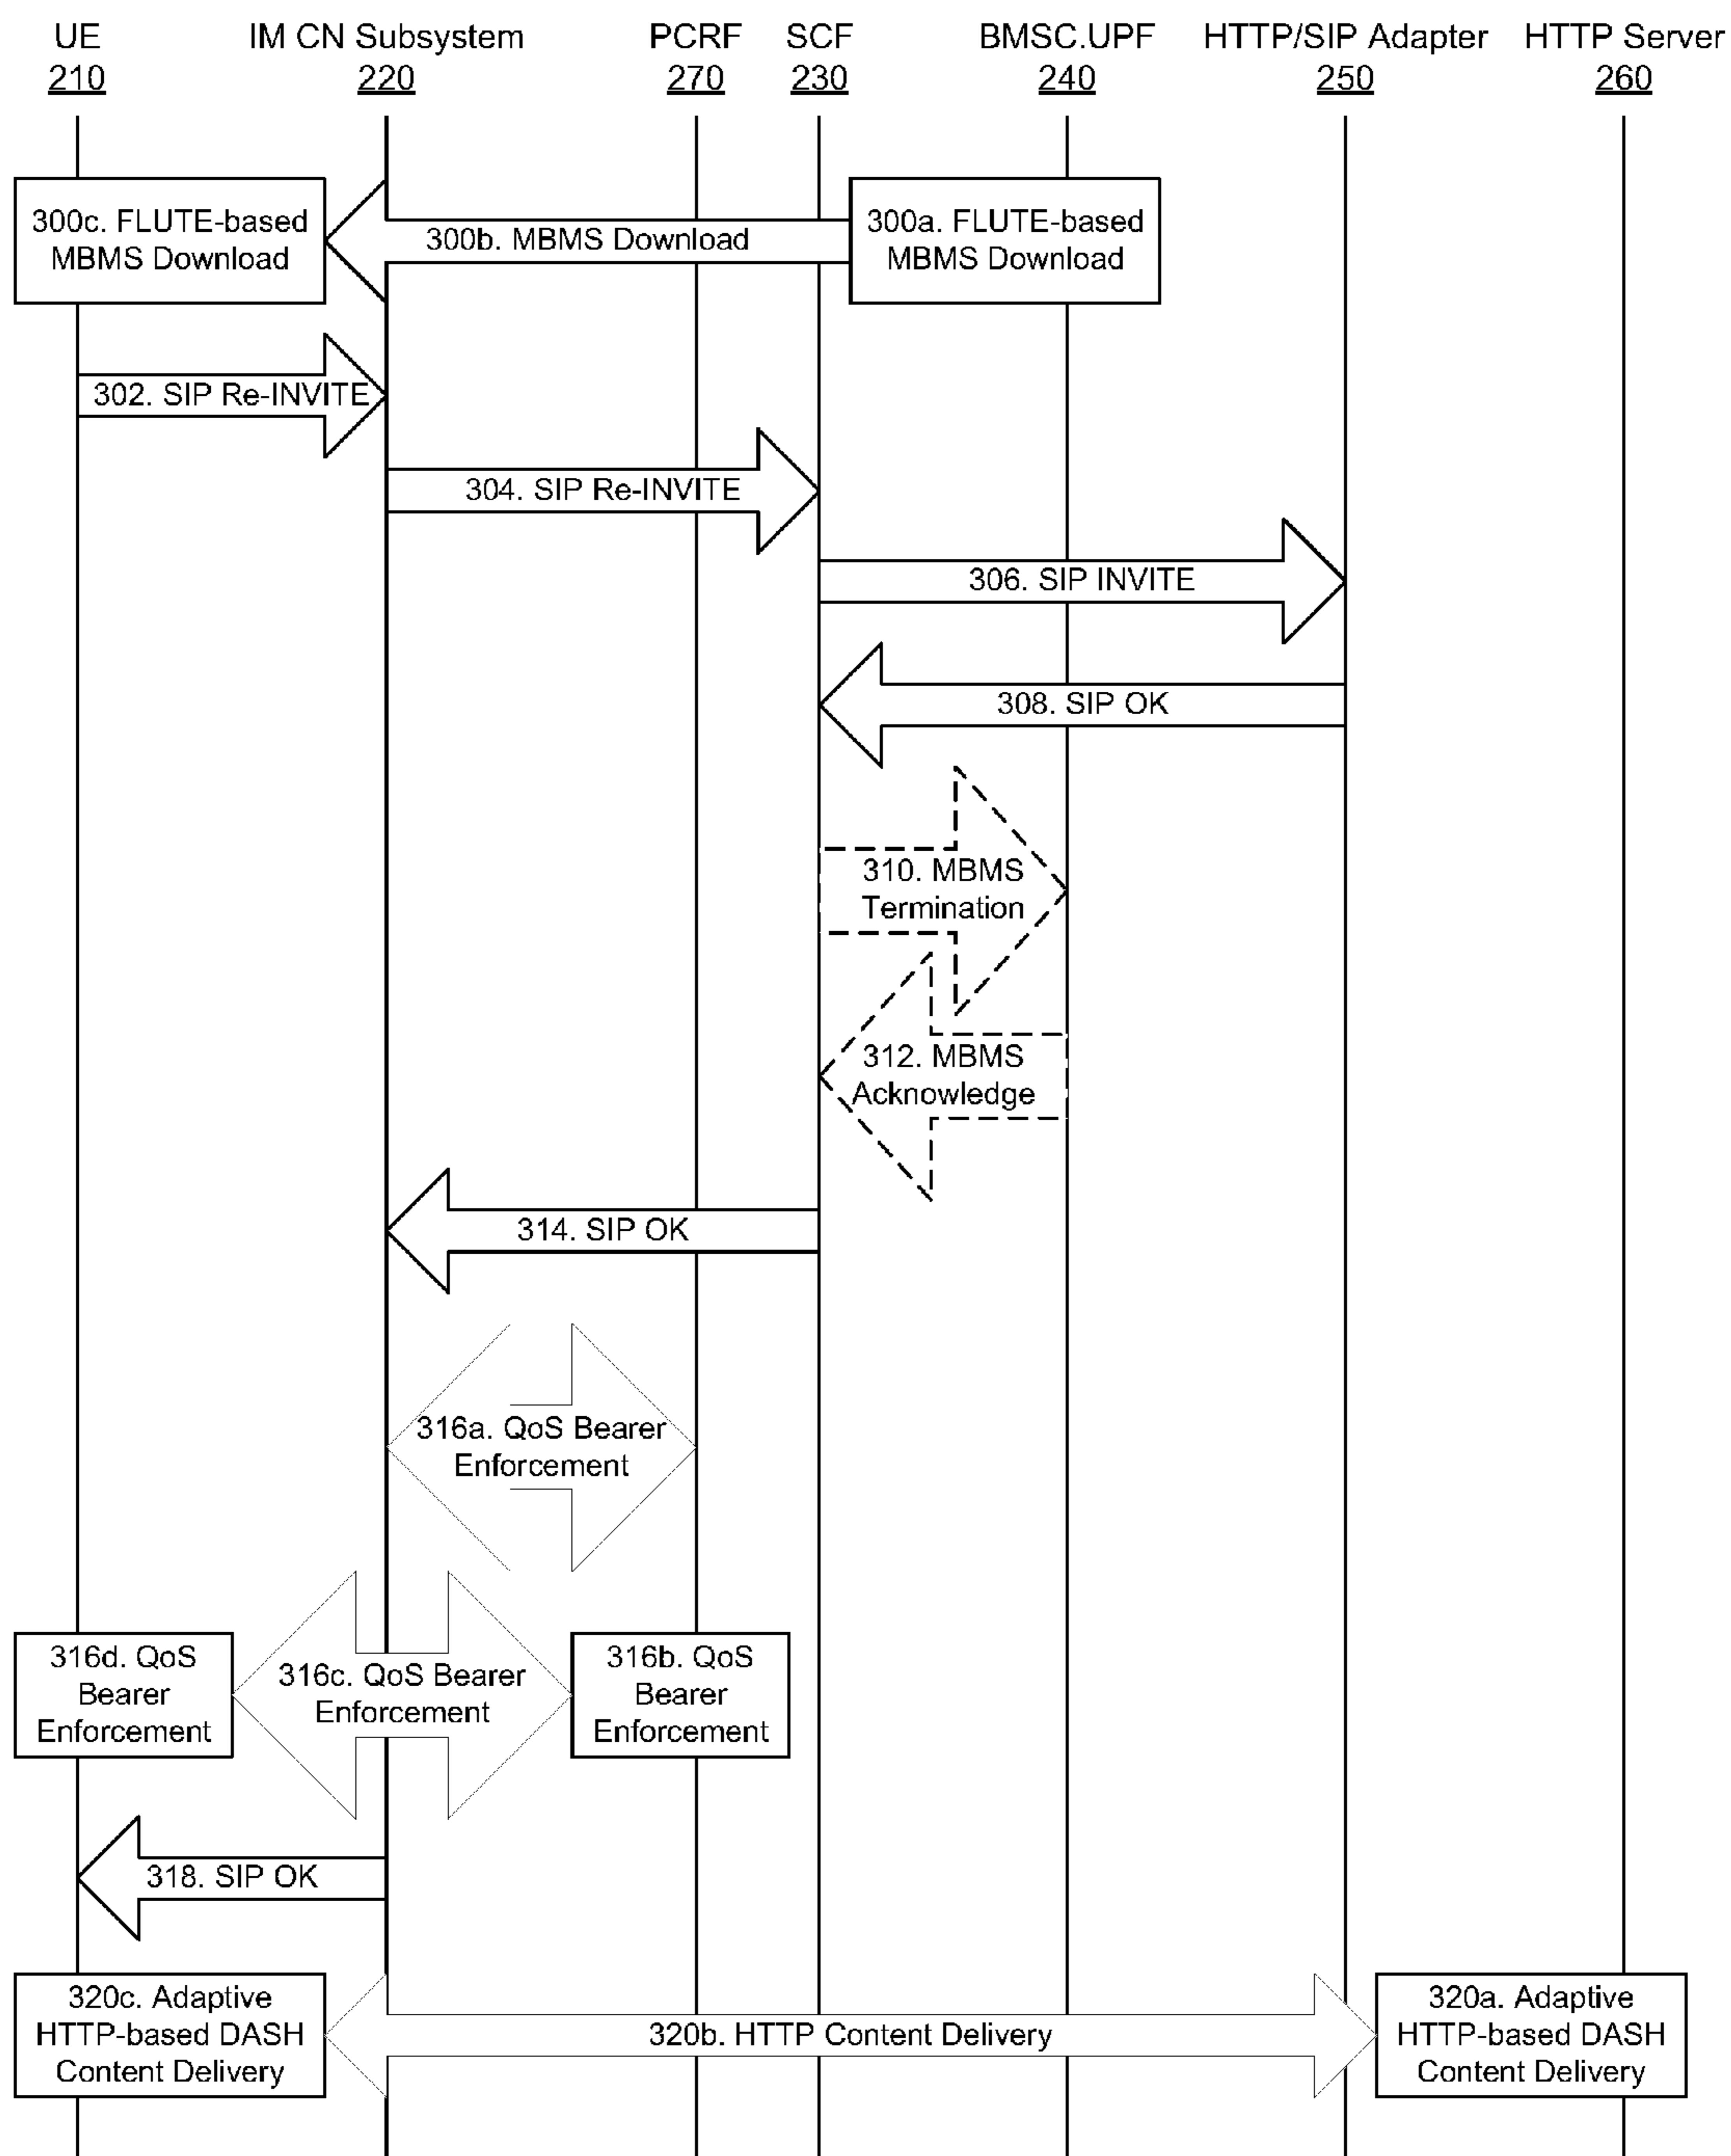 UE
IM CN Subsystem
PCRF
SCF
BMSC.UPF
HTTP/SIP Adapter
HTTP Server
210
220
270
230
240
250
260
300c. FLUTE-based
MBMS Download
300b. MBMS Download
300a. FLUTE-based
MBMS Download
302. SIP Re-INVITE
304. SIP Re-INVITE
306. SIP INVITE
308. SIP OK
310. MBMS
Termination
312. MBMS
Acknowledge
314. SIP OK
316a. QoS Bearer
Enforcement
316d. QoS
Bearer
Enforcement
316c. QoS Bearer
Enforcement
316b. QoS
Bearer
Enforcement
318. SIP OK
320c. Adaptive
HTTP-based DASH
Content Delivery
320b. HTTP Content Delivery
320a. Adaptive
HTTP-based DASH
Content Delivery